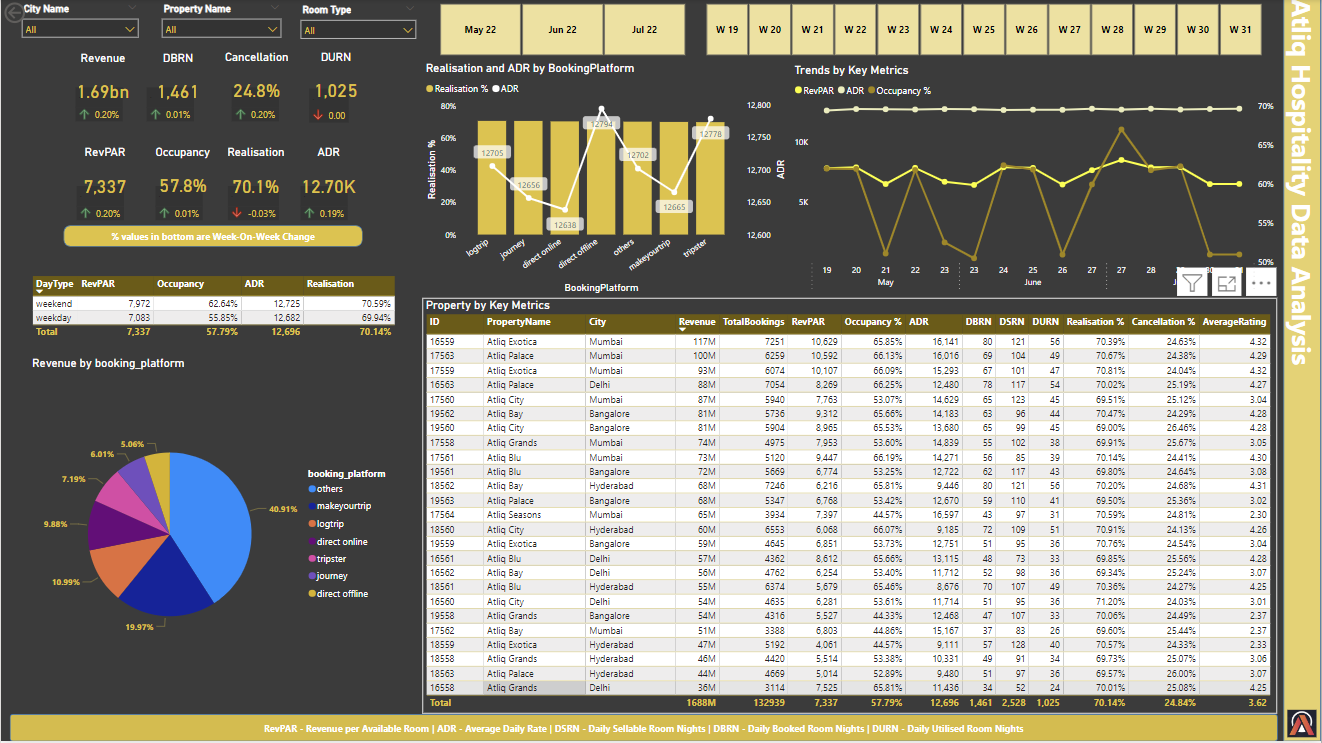 City Name
All
Property Name
All
Room Type
All
May 22 Jun 22 Jul 22
W 19 W 20 W 21 W 22 W 23 W 24 W 25 W 26 W 27 W 28 W 29 W 30 W 31
Atliq Hospitality Data Analysis
Revenue DBRN Cancellation DURN
1.69bn 1,461 24.8% 1,025
0.20% 0.01% 0.20% 0.00
RevPAR Occupancy Realisation ADR
7,337 57.8% 70.1% 12.70K
0.20% 0.01% -0.03% 0.19%
% values in bottom are Week-On-Week Change
Realisation and ADR by BookingPlatform
Realisation % ADR
80%
60%
40%
20%
0%
Realisation %
12,800
12,750
12,700
12,650
12,600
ADR
12705 12656 12638 12794 12702 12665 12778
logtrip journey direct online direct offline others makeyourtrip tripster
BookingPlatform
Trends by Key Metrics
RevPAR ADR Occupancy %
10K
5K
70%
65%
60%
55%
50%
19 20 21 22 23 23 24 25 26 27 27 28
May June
DayType RevPAR Occupancy ADR Realisation
weekend 7,972 62.64% 12,725 70.59%
weekday 7,083 55.85% 12,682 69.94%
Total 7,337 57.79% 12,696 70.14%
Revenue by booking_platform
5.06%
6.01%
7.19%
9.88%
10.99%
19.97%
40.91%
booking_platform
others
makeyourtrip
logtrip
direct online
tripster
journey
direct offline
Property by Key Metrics
ID PropertyName City Revenue TotalBookings RevPAR Occupancy % ADR DBRN DSRN DURN Realisation % Cancellation % AverageRating
16559 Atliq Exotica Mumbai 117M 7251 10,629 65.85% 16,141 80 121 56 70.39% 24.63% 4.32
17563 Atliq Palace Mumbai 100M 6259 10,592 66.13% 16,016 69 104 49 70.67% 24.38% 4.29
17559 Atliq Exotica Mumbai 93M 6074 10,107 66.09% 15,293 67 101 47 70.81% 24.04% 4.32
16563 Atliq Palace Delhi 88M 7054 8,269 66.25% 12,480 78 117 54 70.02% 25.19% 4.27
17560 Atliq City Mumbai 87M 5940 7,763 53.07% 14,629 65 123 45 69.51% 25.12% 3.04
19562 Atliq Bay Bangalore 81M 5736 9,312 65.66% 14,183 63 96 44 70.47% 24.29% 4.28
19560 Atliq City Bangalore 81M 5904 8,965 65.53% 13,680 65 99 45 69.00% 26.46% 4.28
17558 Atliq Grands Mumbai 74M 4975 7,953 53.60% 14,839 55 102 38 69.91% 25.67% 3.05
17561 Atliq Blu Mumbai 73M 5120 9,447 66.19% 14,271 56 85 39 70.14% 24.41% 4.30
19561 Atliq Blu Bangalore 72M 5669 6,774 53.25% 12,722 62 117 43 69.80% 24.64% 3.08
18562 Atliq Bay Hyderabad 68M 7246 6,216 65.81% 9,446 80 121 56 70.20% 24.68% 4.31
19563 Atliq Palace Bangalore 68M 5347 6,768 53.42% 12,670 59 110 41 69.50% 25.36% 3.02
17564 Atliq Seasons Mumbai 65M 3934 7,397 44.57% 16,597 43 97 31 70.59% 24.81% 2.30
18560 Atliq City Hyderabad 60M 6553 6,068 66.07% 9,185 72 109 51 70.91% 24.13% 4.26
19559 Atliq Exotica Bangalore 59M 4645 6,851 53.73% 12,751 51 95 36 70.76% 24.54% 3.04
16561 Atliq Blu Delhi 57M 4362 8,612 65.66% 13,115 48 73 33 69.85% 25.56% 4.28
16562 Atliq Bay Delhi 56M 4762 6,254 53.40% 11,712 52 98 36 69.34% 25.24% 3.07
18561 Atliq Blu Hyderabad 55M 6374 5,679 65.46% 8,676 70 107 49 70.36% 24.27% 4.25
16560 Atliq City Delhi 54M 4635 6,281 53.61% 11,714 51 95 36 71.20% 24.03% 3.01
19558 Atliq Grands Bangalore 54M 4316 5,527 44.33% 12,468 47 107 33 70.06% 24.49% 2.37
17562 Atliq Bay Mumbai 51M 3388 6,803 44.86% 15,167 37 83 26 69.60% 25.44% 2.37
18559 Atliq Exotica Hyderabad 47M 5192 4,061 44.57% 9,111 57 128 40 70.57% 24.33% 2.33
18558 Atliq Grands Hyderabad 46M 4420 5,514 53.38% 10,331 49 91 34 69.73% 25.07% 3.06
18563 Atliq Palace Hyderabad 44M 4669 5,014 52.89% 9,480 51 97 36 69.57% 26.00% 3.07
16558 Atliq Grands Delhi 36M 3114 7,525 65.81% 11,436 34 52 24 70.01% 25.08% 4.25
Total 1688M 132939 7,337 57.79% 12,696 1,461 2,528 1,025 70.14% 24.84% 3.62
RevPAR - Revenue per Available Room | ADR - Average Daily Rate | DSRN - Daily Sellable Room Nights | DBRN - Daily Booked Room Nights | DURN - Daily Utilised Room Nights